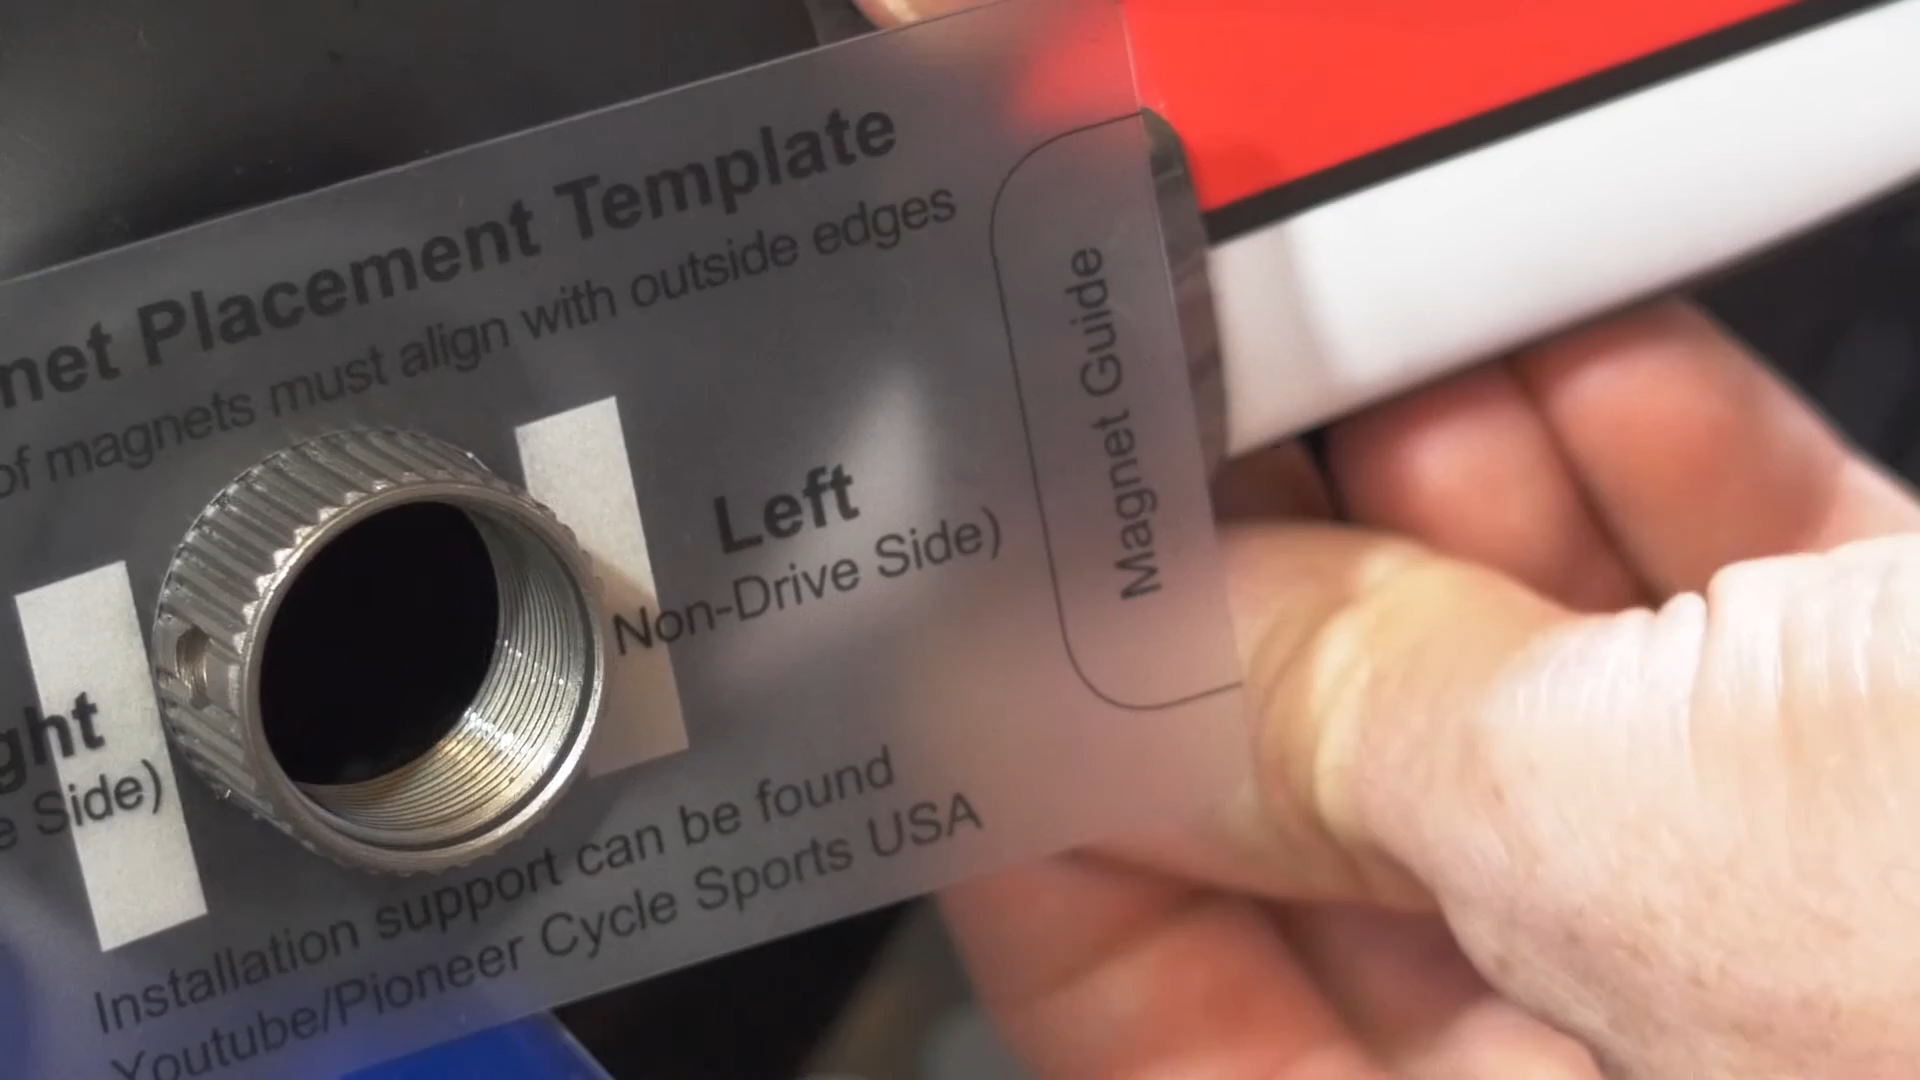 net Placement Template
of magnets must align with outside edges
Left
Non-Drive Side)
Magnet Guide
ght
e Side)
Installation support can be found
Youtube/Pioneer Cycle Sports USA